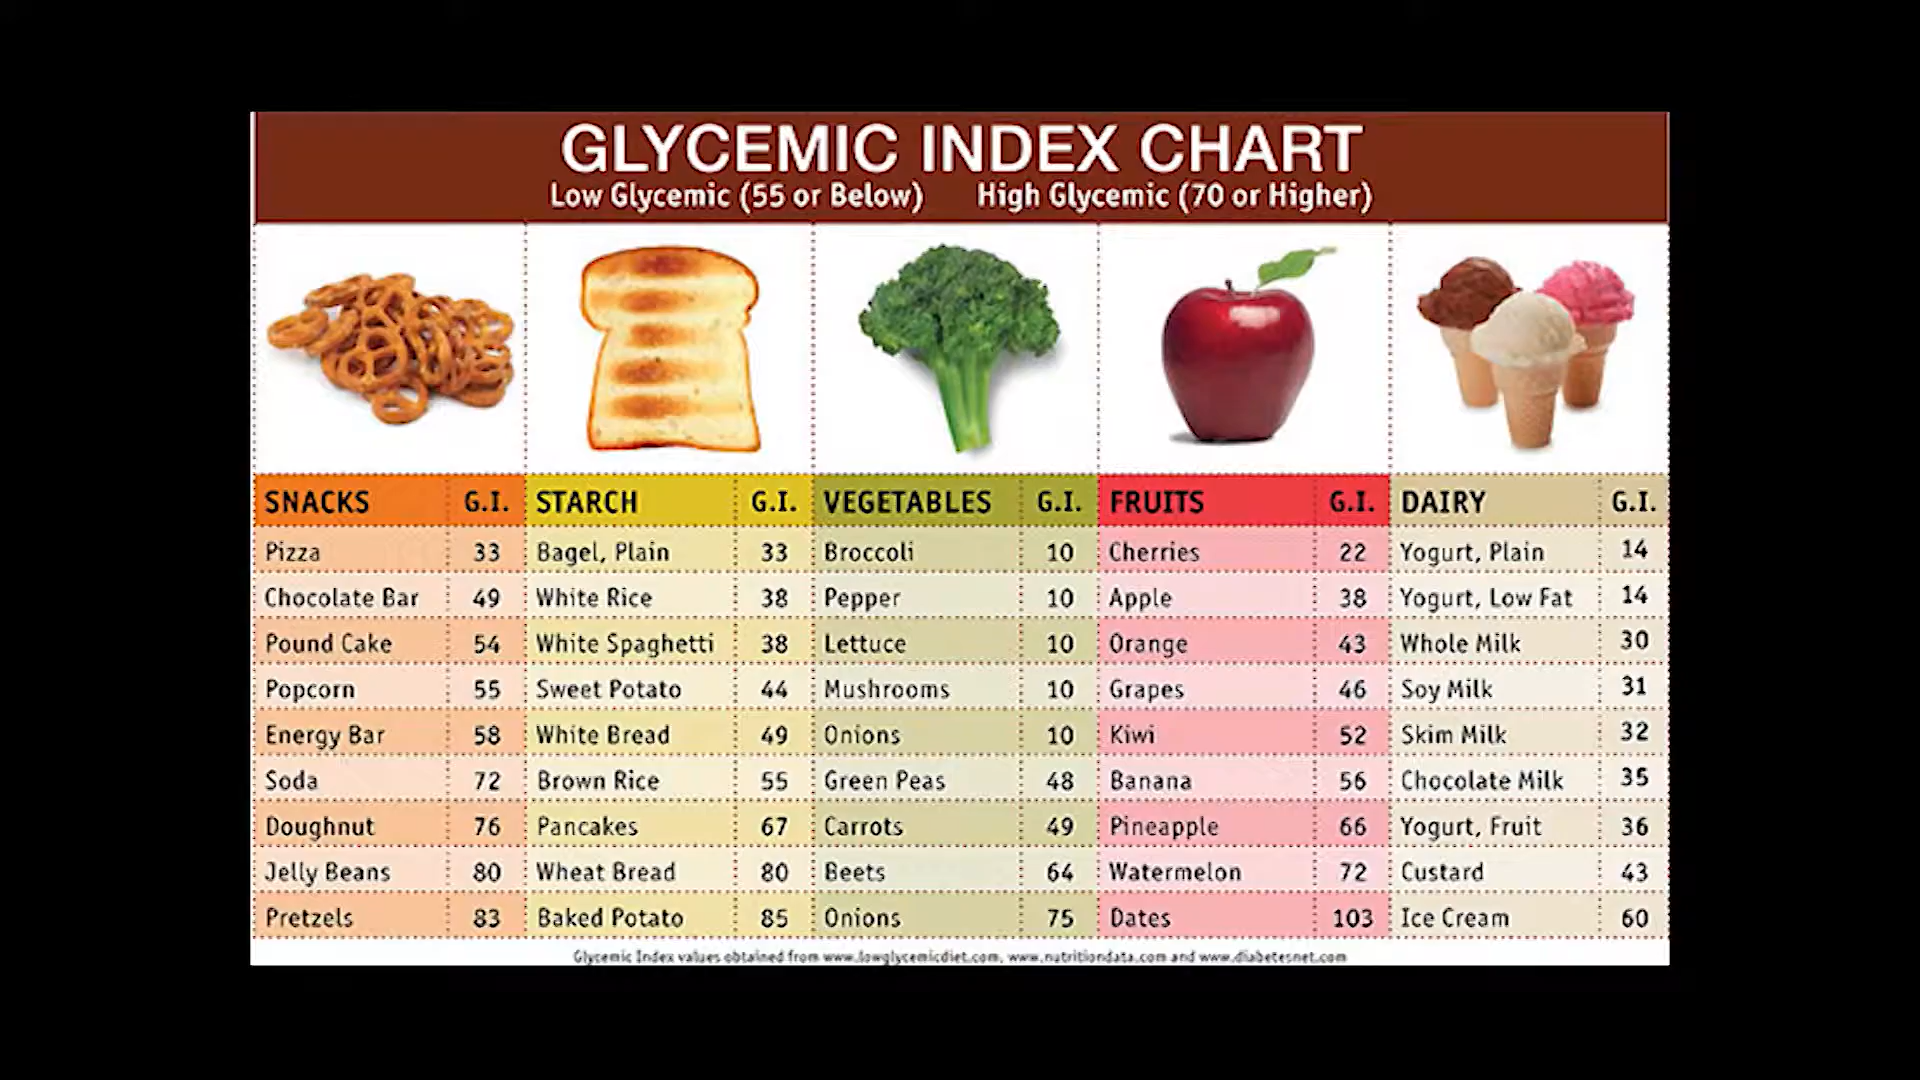 GLYCEMIC INDEX CHART
Low Glycemic (55 or Below) High Glycemic (70 or Higher)
SNACKS G.I. STARCH G.I. VEGETABLES G.I. FRUITS G.I. DAIRY G.I.
Pizza 33 Bagel, Plain 33 Broccoli 10 Cherries 22 Yogurt, Plain 14
Chocolate Bar 49 White Rice 38 Pepper 10 Apple 38 Yogurt, Low Fat 14
Pound Cake 54 White Spaghetti 38 Lettuce 10 Orange 43 Whole Milk 30
Popcorn 55 Sweet Potato 44 Mushrooms 10 Grapes 46 Soy Milk 31
Energy Bar 58 White Bread 49 Onions 10 Kiwi 52 Skim Milk 32
Soda 72 Brown Rice 55 Green Peas 48 Banana 56 Chocolate Milk 35
Doughnut 76 Pancakes 67 Carrots 49 Pineapple 66 Yogurt, Fruit 36
Jelly Beans 80 Wheat Bread 80 Beets 64 Watermelon 72 Custard 43
Pretzels 83 Baked Potato 85 Onions 75 Dates 103 Ice Cream 60
Glycemic Index values obtained from www.lowglycemicdiet.com, www.nutritiondata.com and www.diabetesnet.com